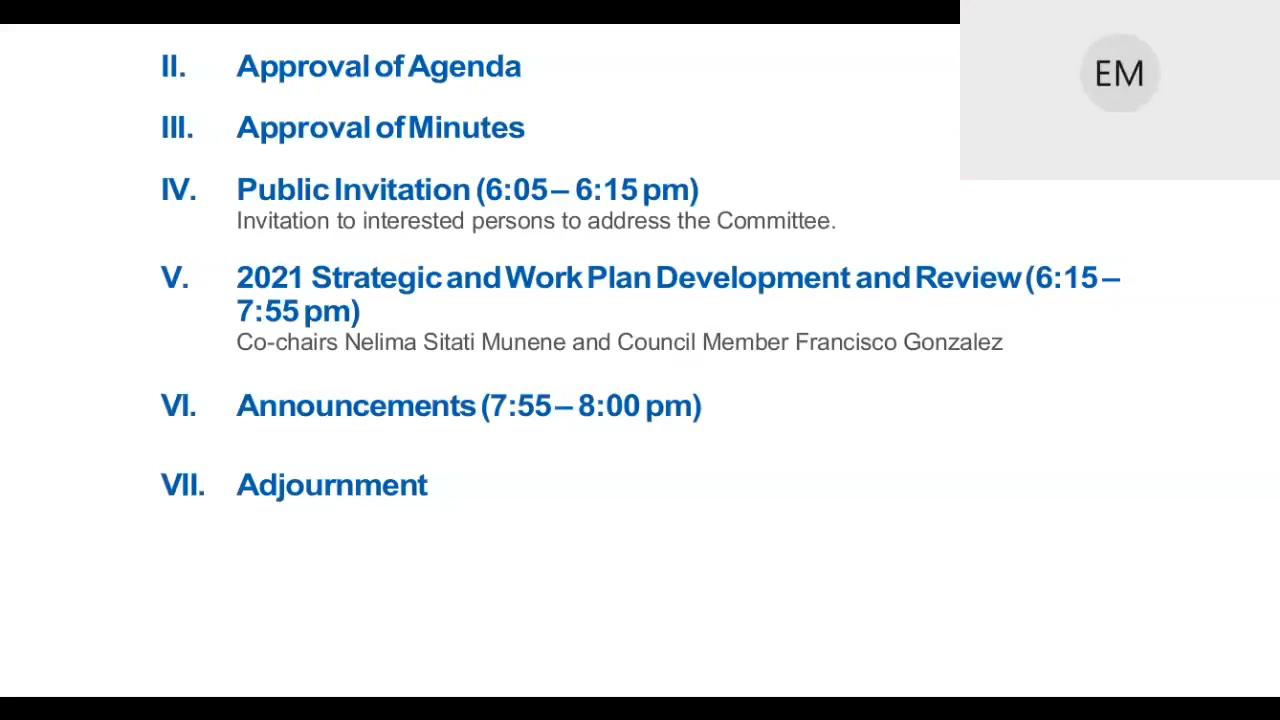 II. Approval of Agenda
EM
III. Approval of Minutes
IV. Public Invitation (6:05 – 6:15 pm)
Invitation to interested persons to address the Committee.
V. 2021 Strategic and Work Plan Development and Review (6:15 –
7:55 pm)
Co-chairs Nelima Sitati Munene and Council Member Francisco Gonzalez
VI. Announcements (7:55 – 8:00 pm)
VII. Adjournment